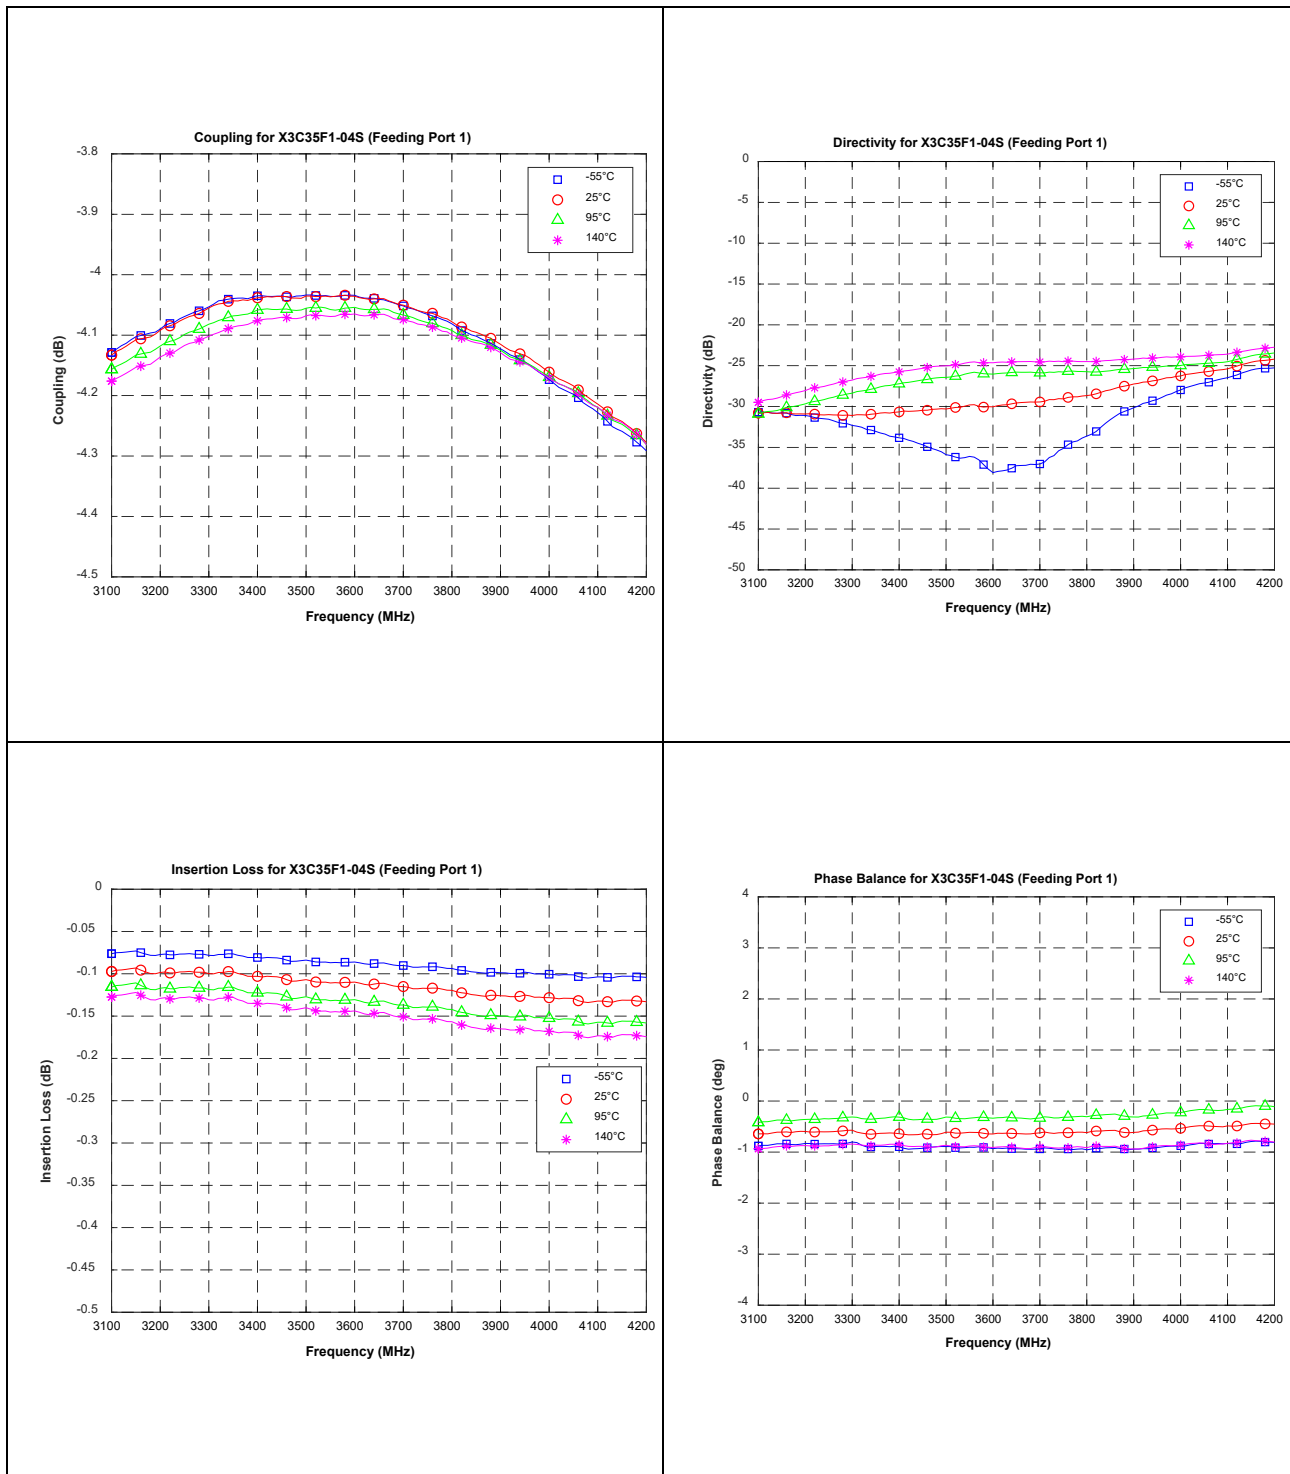 Coupling for X3C35F1-04S (Feeding Port 1)
-3.8
-3.9
-4
-4.1
-4.2
-4.3
-4.4
-4.5
Coupling (dB)
-55°C
25°C
95°C
140°C
3100 3200 3300 3400 3500 3600 3700 3800 3900 4000 4100 4200
Frequency (MHz)
Directivity for X3C35F1-04S (Feeding Port 1)
0
-5
-10
-15
-20
-25
-30
-35
-40
-45
-50
Directivity (dB)
-55°C
25°C
95°C
140°C
3100 3200 3300 3400 3500 3600 3700 3800 3900 4000 4100 4200
Frequency (MHz)
Insertion Loss for X3C35F1-04S (Feeding Port 1)
0
-0.05
-0.1
-0.15
-0.2
-0.25
-0.3
-0.35
-0.4
-0.45
-0.5
Insertion Loss (dB)
-55°C
25°C
95°C
140°C
3100 3200 3300 3400 3500 3600 3700 3800 3900 4000 4100 4200
Frequency (MHz)
Phase Balance for X3C35F1-04S (Feeding Port 1)
4
3
2
1
0
-1
-2
-3
-4
Phase Balance (deg)
-55°C
25°C
95°C
140°C
3100 3200 3300 3400 3500 3600 3700 3800 3900 4000 4100 4200
Frequency (MHz)